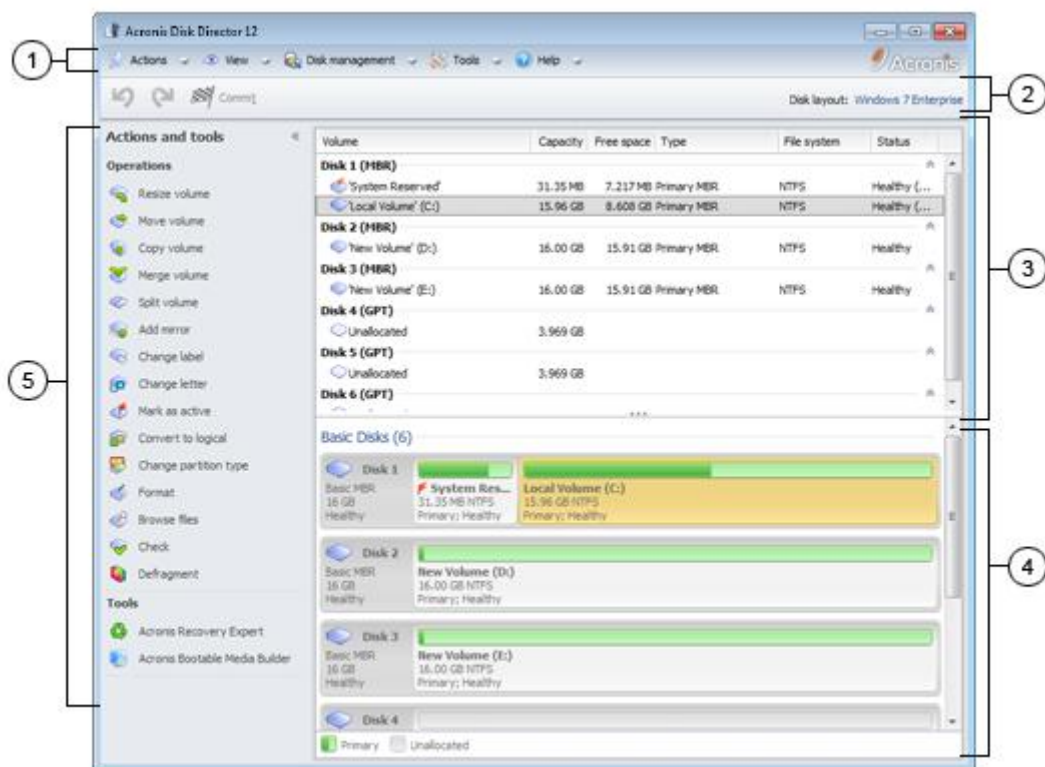 Acronis Disk Director 12
1
Actions View Disk management Tools Help Acronis
2
Commit Disk layout: Windows 7 Enterprise
5
Actions and tools
Operations
Resize volume
Move volume
Copy volume
Merge volume
Split volume
Add mirror
Change label
Change letter
Mark as active
Convert to logical
Change partition type
Format
Browse files
Check
Defragment
Tools
Acronis Recovery Expert
Acronis Bootable Media Builder
3
Volume Capacity Free space Type File system Status
Disk 1 (MBR)
'System Reserved' 31.35 MB 7.217 MB Primary MBR NTFS Healthy (...
'Local Volume' (C:) 15.96 GB 8.608 GB Primary MBR NTFS Healthy (...
Disk 2 (MBR)
'New Volume' (D:) 16.00 GB 15.91 GB Primary MBR NTFS Healthy
Disk 3 (MBR)
'New Volume' (E:) 16.00 GB 15.91 GB Primary MBR NTFS Healthy
Disk 4 (GPT)
Unallocated 3.969 GB
Disk 5 (GPT)
Unallocated 3.969 GB
Disk 6 (GPT)
4
Basic Disks (6)
Disk 1
Basic MBR
16 GB
Healthy
System Res...
31.35 MB NTFS
Primary; Healthy
Local Volume (C:)
15.96 GB NTFS
Primary; Healthy
Disk 2
Basic MBR
16 GB
Healthy
New Volume (D:)
16.00 GB NTFS
Primary; Healthy
Disk 3
Basic MBR
16 GB
Healthy
New Volume (E:)
16.00 GB NTFS
Primary; Healthy
Disk 4
Primary Unallocated